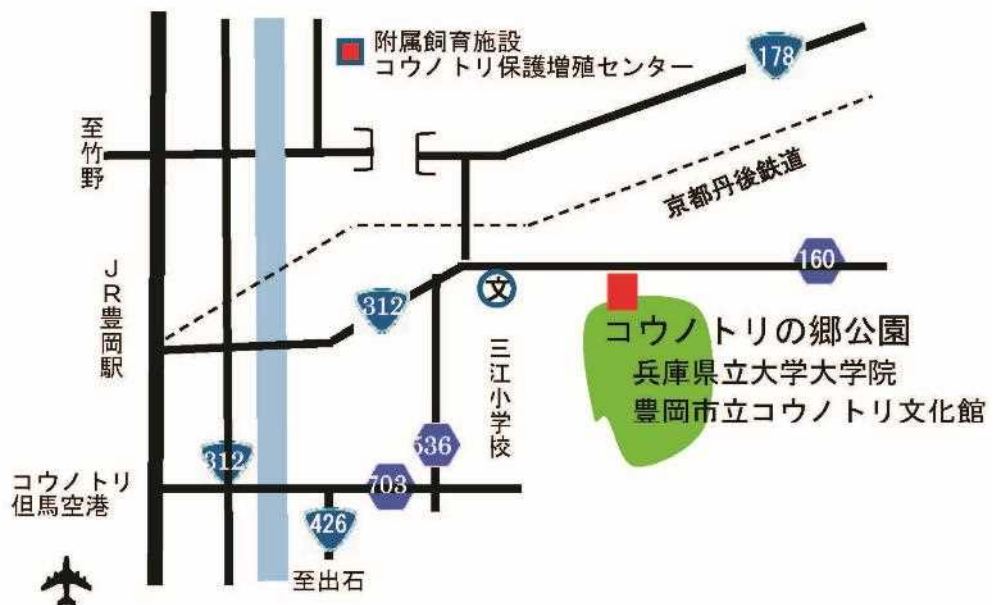 附属飼育施設
コウノトリ保護増殖センター
178
至竹野
京都丹後鉄道
160
JR豊岡駅
312
文
コウノトリの郷公園
兵庫県立大学大学院
豊岡市立コウノトリ文化館
三江小学校
536
312
703
コウノトリ
但馬空港
426
至出石